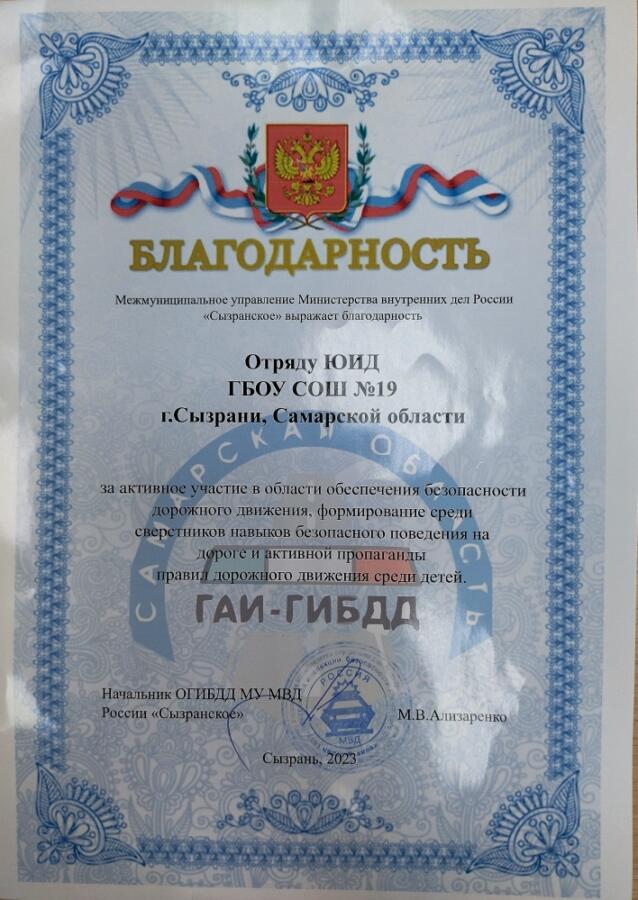 БЛАГОДАРНОСТЬ
Межмуниципальное управление Министерства внутренних дел России
«Сызранское» выражает благодарность
Отряду ЮИД
ГБОУ СОШ №19
г.Сызрани, Самарской области
САМАРСКАЯ ОБЛАСТЬ
за активное участие в области обеспечения безопасности
дорожного движения, формирование среди
сверстников навыков безопасного поведения на
дороге и активной пропаганды
правил дорожного движения среди детей.
ГАИ-ГИБДД
Начальник ОГИБДД МУ МВД
России «Сызранское»
М.В.Ализаренко
РОССИЯ
МВД
Сызрань, 2023